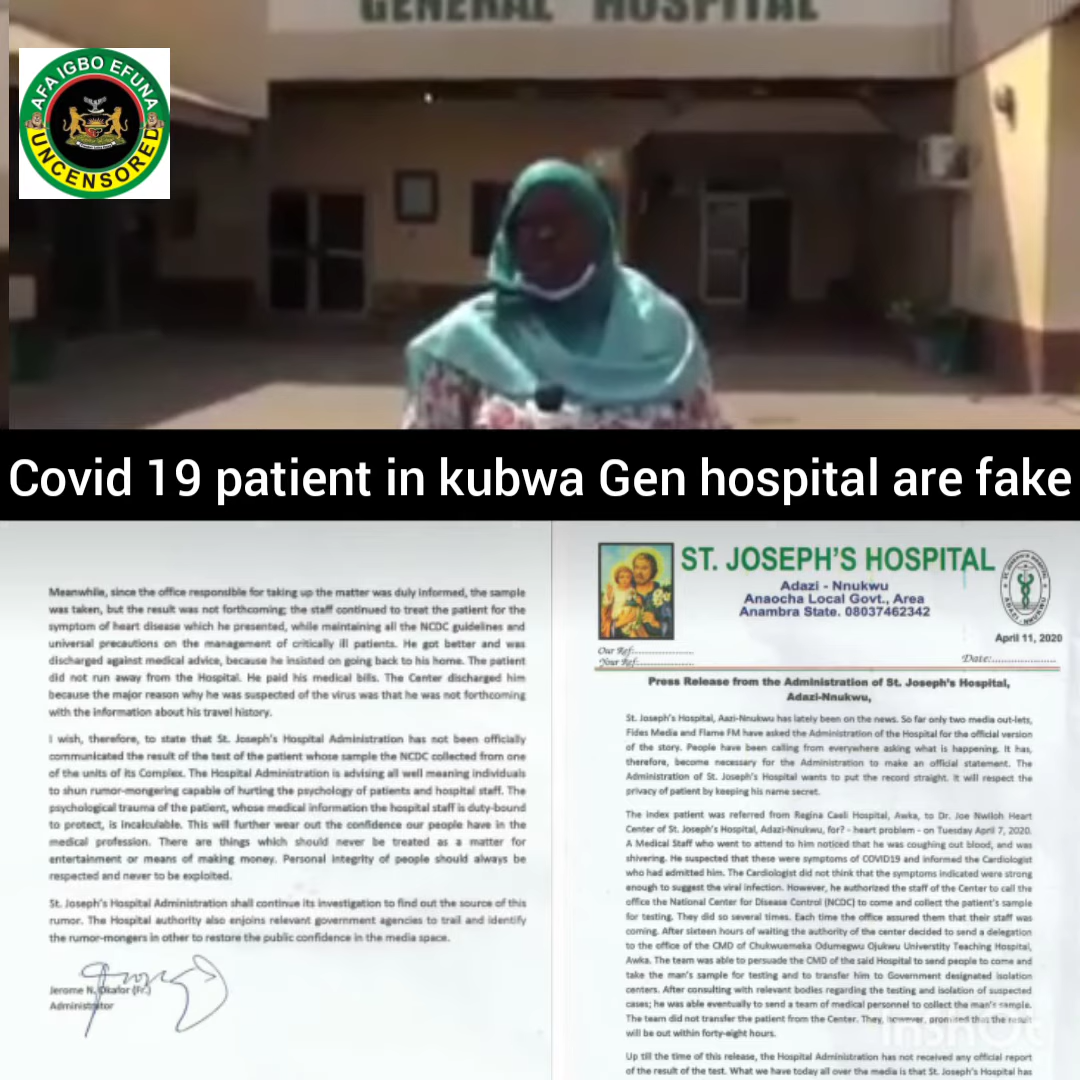 GENERAL HOSPITAL
AFA IGBO EFUNA
UNCENSORED
Covid 19 patient in kubwa Gen hospital are fake
Meanwhile, since the office responsible for taking up the matter was duly informed, the sample
was taken, but the result was not forthcoming; the staff continued to treat the patient for the
symptom of heart disease which he presented, while maintaining all the NCDC guidelines and
universal precautions on the management of critically ill patients. He got better and was
discharged against medical advice, because he insisted on going back to his home. The patient
did not run away from the Hospital. He paid his medical bills. The Center discharged him
because the major reason why he was suspected of the virus was that he was not forthcoming
with the information about his travel history.
I wish, therefore, to state that St. Joseph's Hospital Administration has not been officially
communicated the result of the test of the patient whose sample the NCDC collected from one
of the units of its Complex. The Hospital Administration is advising all well meaning individuals
to shun rumor-mongering capable of hurting the psychology of patients and hospital staff. The
psychological trauma of the patient, whose medical information the hospital staff is duty-bound
to protect, is incalculable. This will further wear out the confidence our people have in the
medical profession. There are things which should never be treated as a matter for
entertainment or means of making money. Personal integrity of people should always be
respected and never to be exploited.
St. Joseph's Hospital Administration shall continue its investigation to find out the source of this
rumor. The Hospital authority also enjoins relevant government agencies to trail and identify
the rumor-mongers in other to restore the public confidence in the media space.
Jerome N. Okafor (Fr.)
Administrator
ST. JOSEPH'S HOSPITAL
Adazi - Nnukwu
Anaocha Local Govt., Area
Anambra State. 08037462342
April 11, 2020
Our Ref:....................
Your Ref:....................
Date:....................
Press Release from the Administration of St. Joseph's Hospital,
Adazi-Nnukwu,
St. Joseph's Hospital, Aazi-Nnukwu has lately been on the news. So far only two media out-lets,
Fides Media and Flame FM have asked the Administration of the Hospital for the official version
of the story. People have been calling from everywhere asking what is happening. It has,
therefore, become necessary for the Administration to make an official statement. The
Administration of St. Joseph's Hospital wants to put the record straight. It will respect the
privacy of patient by keeping his name secret.
The index patient was referred from Regina Caeli Hospital, Awka, to Dr. Joe Nwiloh Heart
Center of St. Joseph's Hospital, Adazi-Nnukwu, for? - heart problem - on Tuesday April 7, 2020.
A Medical Staff who went to attend to him noticed that he was coughing out blood, and was
shivering. He suspected that these were symptoms of COVID19 and informed the Cardiologist
who had admitted him. The Cardiologist did not think that the symptoms indicated were strong
enough to suggest the viral infection. However, he authorized the staff of the Center to call the
office the National Center for Disease Control (NCDC) to come and collect the patient's sample
for testing. They did so several times. Each time the office assured them that their staff was
coming. After sixteen hours of waiting the authority of the center decided to send a delegation
to the office of the CMD of Chukwuemeka Odumegwu Ojukwu Universtity Teaching Hospital,
Awka. The team was able to persuade the CMD of the said Hospital to send people to come and
take the man's sample for testing and to transfer him to Government designated isolation
centers. After consulting with relevant bodies regarding the testing and isolation of suspected
cases; he was able eventually to send a team of medical personnel to collect the man's sample.
The team did not transfer the patient from the Center. They, however, promised that the result
will be out within forty-eight hours.
Up till the time of this release, the Hospital Administration has not received any official report
of the result of the test. What we have today all over the media is that St. Joseph's Hospital has